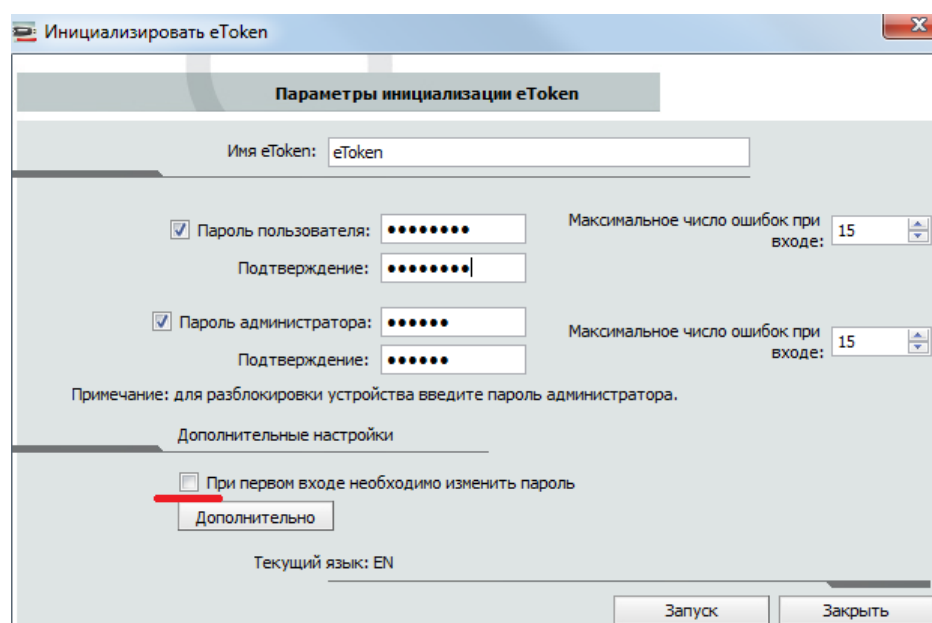 Инициализировать eToken
Параметры инициализации eToken
Имя eToken: eToken
Пароль пользователя: ●●●●●●●●
Максимальное число ошибок при входе: 15
Подтверждение: ●●●●●●●●
Пароль администратора: ●●●●●●
Максимальное число ошибок при входе: 15
Подтверждение: ●●●●●●
Примечание: для разблокировки устройства введите пароль администратора.
Дополнительные настройки
При первом входе необходимо изменить пароль
Дополнительно
Текущий язык: EN
Запуск Закрыть